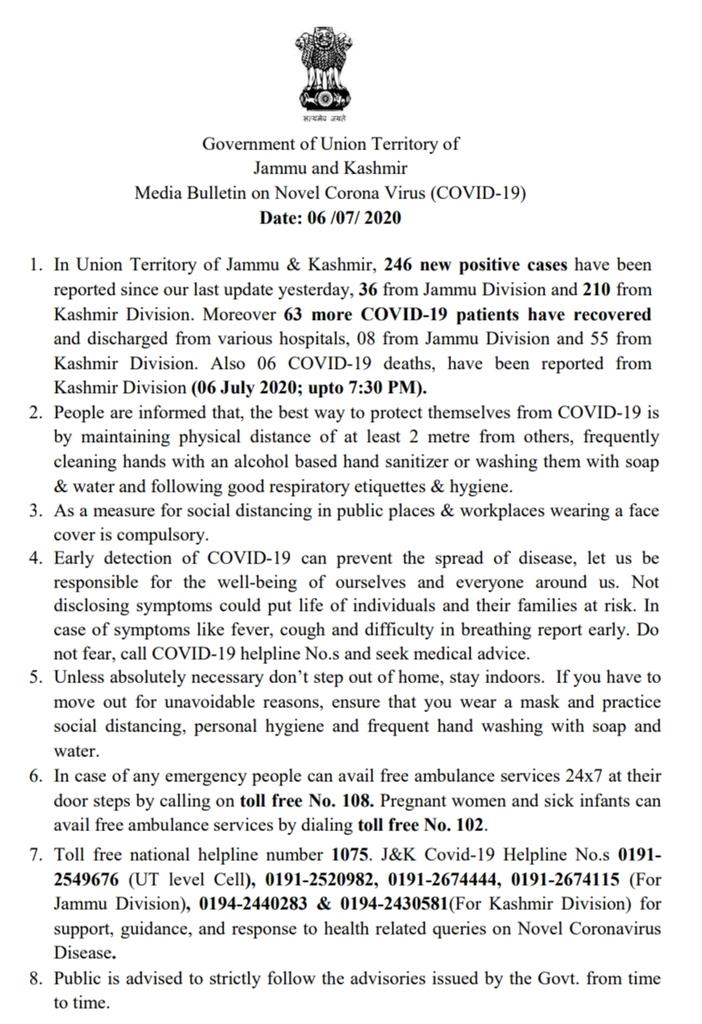 सत्यमेव जयते
Government of Union Territory of
Jammu and Kashmir
Media Bulletin on Novel Corona Virus (COVID-19)
Date: 06 /07/ 2020
1. In Union Territory of Jammu & Kashmir, 246 new positive cases have been
reported since our last update yesterday, 36 from Jammu Division and 210 from
Kashmir Division. Moreover 63 more COVID-19 patients have recovered
and discharged from various hospitals, 08 from Jammu Division and 55 from
Kashmir Division. Also 06 COVID-19 deaths, have been reported from
Kashmir Division (06 July 2020; upto 7:30 PM).
2. People are informed that, the best way to protect themselves from COVID-19 is
by maintaining physical distance of at least 2 metre from others, frequently
cleaning hands with an alcohol based hand sanitizer or washing them with soap
& water and following good respiratory etiquettes & hygiene.
3. As a measure for social distancing in public places & workplaces wearing a face
cover is compulsory.
4. Early detection of COVID-19 can prevent the spread of disease, let us be
responsible for the well-being of ourselves and everyone around us. Not
disclosing symptoms could put life of individuals and their families at risk. In
case of symptoms like fever, cough and difficulty in breathing report early. Do
not fear, call COVID-19 helpline No.s and seek medical advice.
5. Unless absolutely necessary don’t step out of home, stay indoors. If you have to
move out for unavoidable reasons, ensure that you wear a mask and practice
social distancing, personal hygiene and frequent hand washing with soap and
water.
6. In case of any emergency people can avail free ambulance services 24x7 at their
door steps by calling on toll free No. 108. Pregnant women and sick infants can
avail free ambulance services by dialing toll free No. 102.
7. Toll free national helpline number 1075. J&K Covid-19 Helpline No.s 0191-
2549676 (UT level Cell), 0191-2520982, 0191-2674444, 0191-2674115 (For
Jammu Division), 0194-2440283 & 0194-2430581(For Kashmir Division) for
support, guidance, and response to health related queries on Novel Coronavirus
Disease.
8. Public is advised to strictly follow the advisories issued by the Govt. from time
to time.